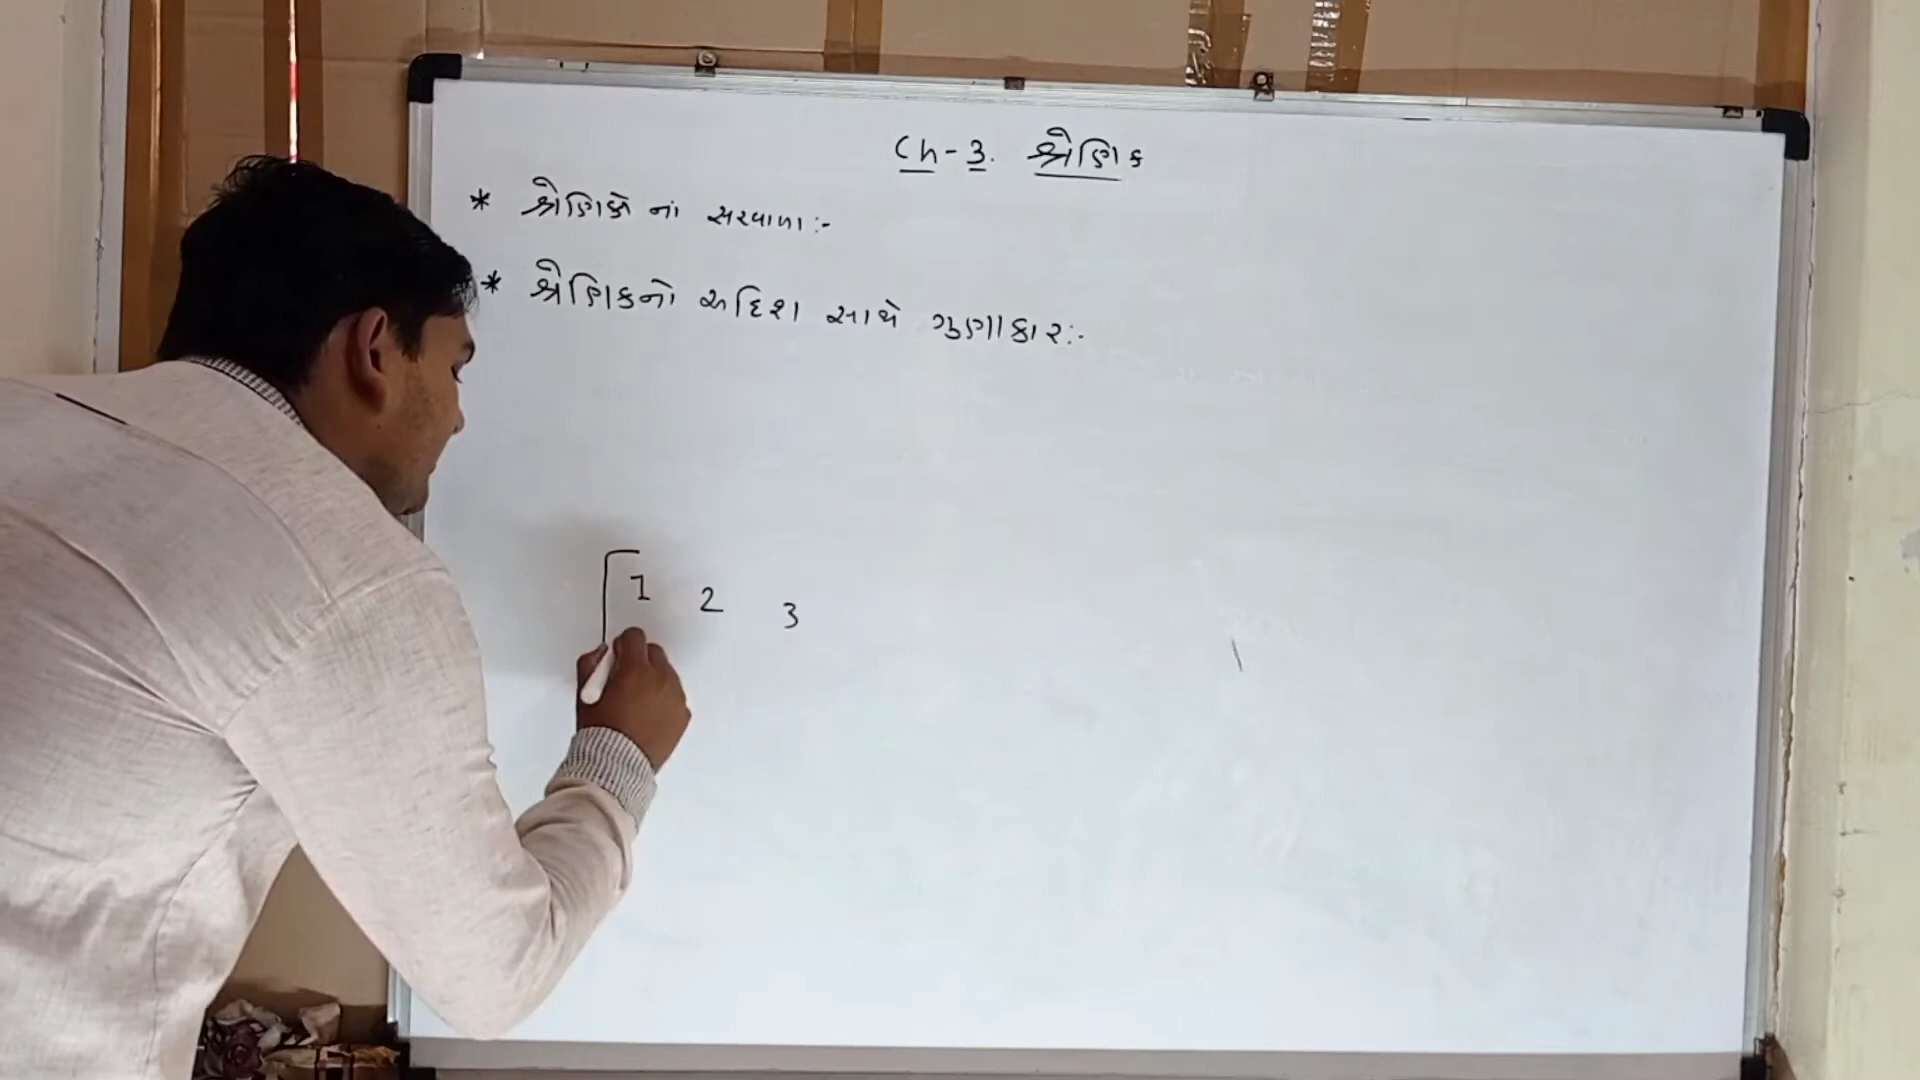 Ch-3. શ્રેણિક
* શ્રેણિકો નાં સરવાળા:-
* શ્રેણિકનો અદિશ સાથે ગુણાકાર:-
1 2 3